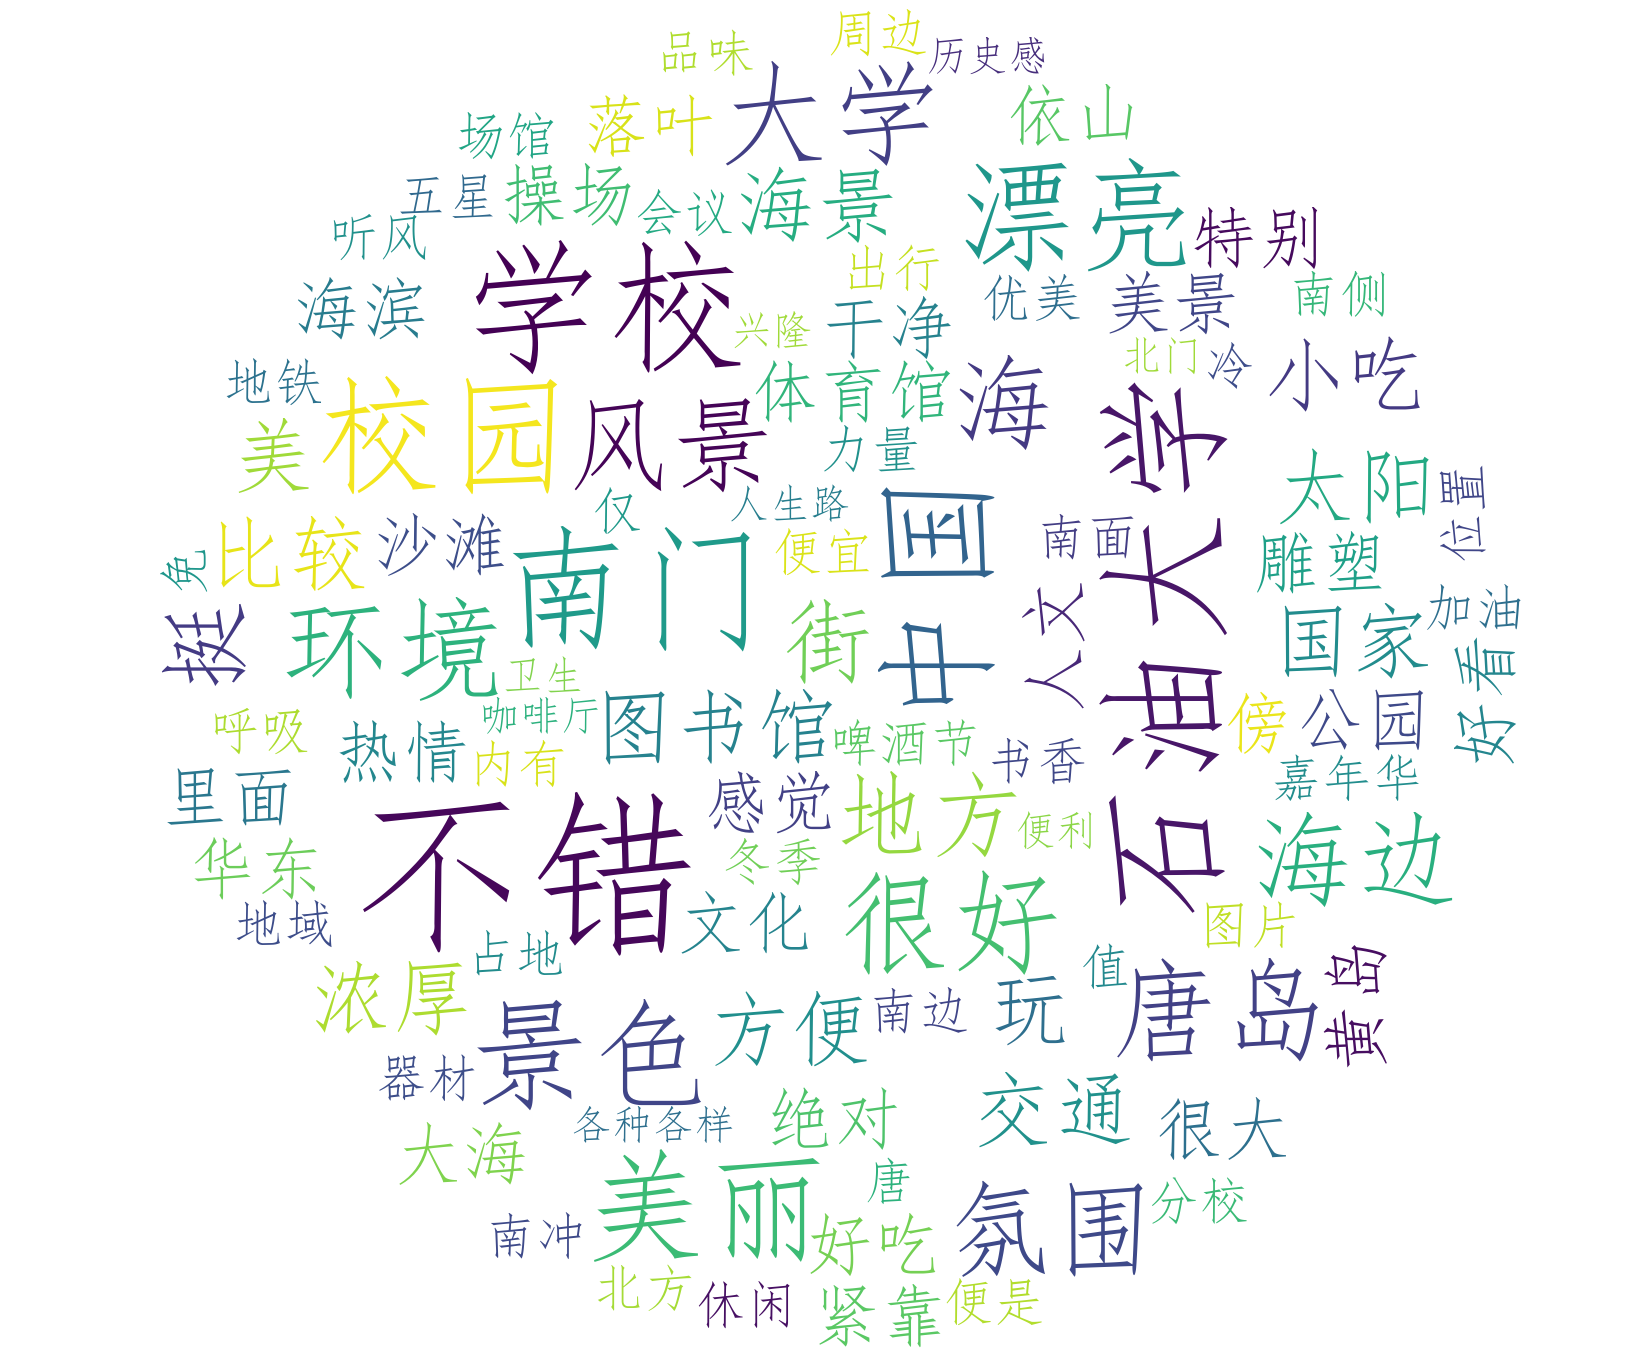 品味
周边
历史感
大学
落叶
场馆
依山
漂亮
五星
操场
会议
海景
特别
听风
学校
出行
海滨
优美
美景
南侧
兴隆
干净
北门
冷
小吃
地铁
校园
风景
体育馆
海
美
力量
石油大学
太阳
仅
人生路
中国
位置
比较
沙滩
南门
便宜
南面
免
雕塑
挺
环境
街
人文
国家
加油
好看
卫生
呼吸
咖啡厅
图书馆
热情
内有
啤酒节
书香
傍
公园
里面
不错
感觉
地方
便利
嘉年华
华东
冬季
很好
海边
地域
文化
占地
图片
值
黄岛
浓厚
景色
方便
南边
玩
唐岛
器材
各种各样
绝对
交通
很大
大海
美丽
唐
氛围
分校
南冲
好吃
北方
休闲
紧靠
便是